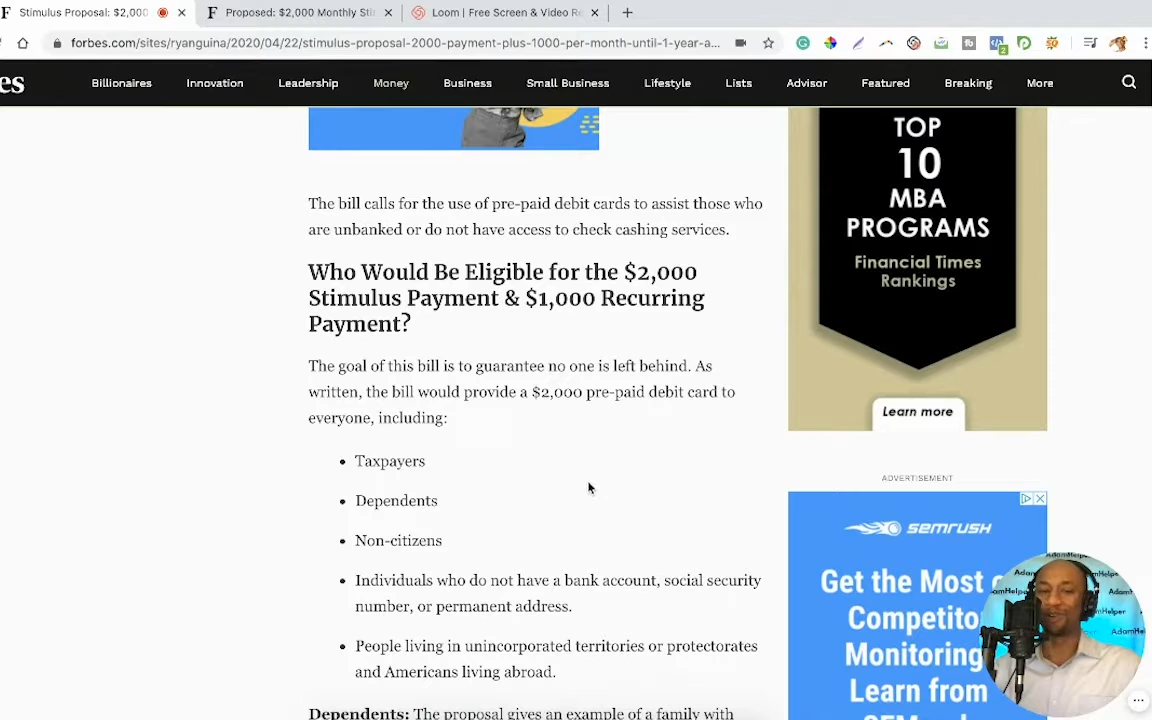 Stimulus Proposal: $2,000
Proposed: $2,000 Monthly Sti
Loom | Free Screen & Video Re
forbes.com/sites/ryanguina/2020/04/22/stimulus-proposal-2000-payment-plus-1000-per-month-until-1-year-a...
es
Billionaires
Innovation
Leadership
Money
Business
Small Business
Lifestyle
Lists
Advisor
Featured
Breaking
More
The bill calls for the use of pre-paid debit cards to assist those who
are unbanked or do not have access to check cashing services.
Who Would Be Eligible for the $2,000
Stimulus Payment & $1,000 Recurring
Payment?
The goal of this bill is to guarantee no one is left behind. As
written, the bill would provide a $2,000 pre-paid debit card to
everyone, including:
• Taxpayers
• Dependents
• Non-citizens
• Individuals who do not have a bank account, social security
number, or permanent address.
• People living in unincorporated territories or protectorates
and Americans living abroad.
Dependents: The proposal gives an example of a family with
TOP
10
MBA
PROGRAMS
Financial Times
Rankings
Learn more
ADVERTISEMENT
SEMRUSH
Get the Most
Competito
Monitoring
Learn from
AdamHelper